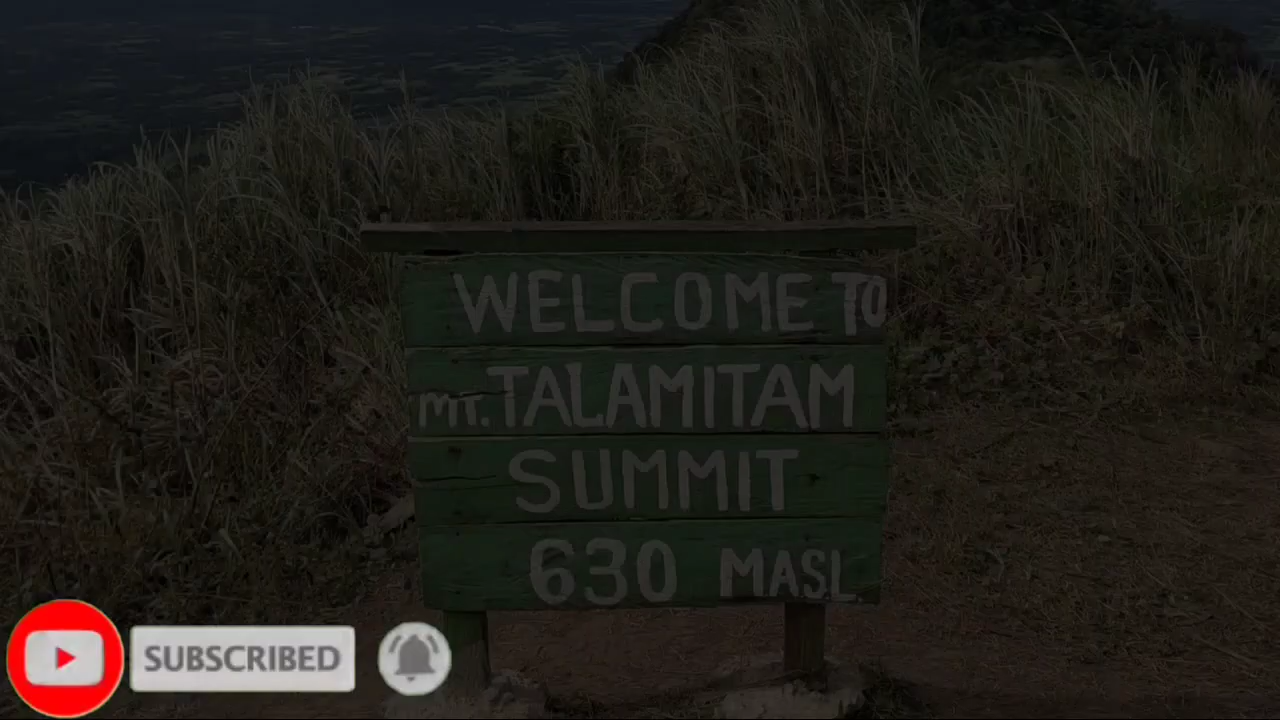 WELCOME TO
MT. TALAMITAM
SUMMIT
630 MASL
SUBSCRIBED